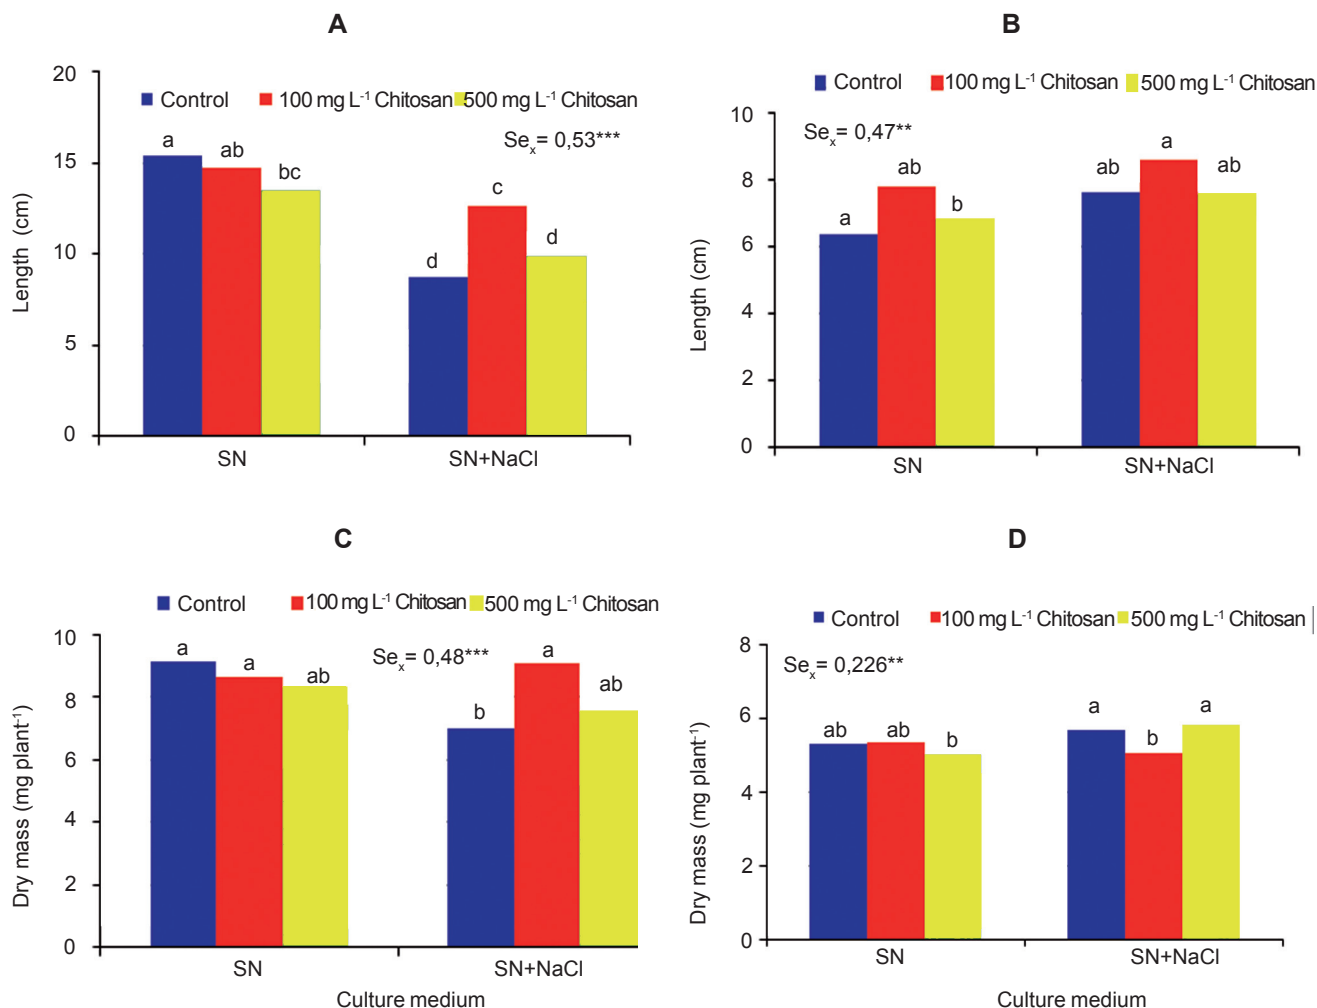 A
20
Control 100 mg L⁻¹ Chitosan 500 mg L⁻¹ Chitosan
Seₓ= 0,53***
a ab bc
c
d d
15
10
5
0
Length (cm)
SN SN+NaCl
B
Control 100 mg L⁻¹ Chitosan 500 mg L⁻¹ Chitosan
10
Seₓ= 0,47**
a ab b
ab a ab
8
6
4
2
0
Length (cm)
SN SN+NaCl
C
Control 100 mg L⁻¹ Chitosan 500 mg L⁻¹ Chitosan
10
a a ab
Seₓ= 0,48***
b a ab
8
6
4
2
0
Dry mass (mg plant⁻¹)
SN SN+NaCl
Culture medium
D
Control 100 mg L⁻¹ Chitosan 500 mg L⁻¹ Chitosan
8
Seₓ= 0,226**
ab ab b
a b a
6
4
2
0
Dry mass (mg plant⁻¹)
SN SN+NaCl
Culture medium